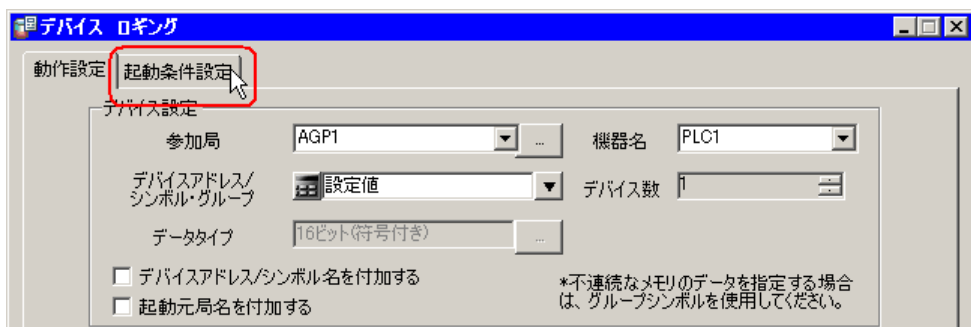 デバイス ロギング
動作設定 起動条件設定
デバイス設定
参加局 AGP1 ... 機器名 PLC1
デバイスアドレス/
シンボル・グループ 設定値 デバイス数 1
データタイプ 16ビット(符号付き) ...
デバイスアドレス/シンボル名を付加する
起動元局名を付加する
*不連続なメモリのデータを指定する場合
は、グループシンボルを使用してください。